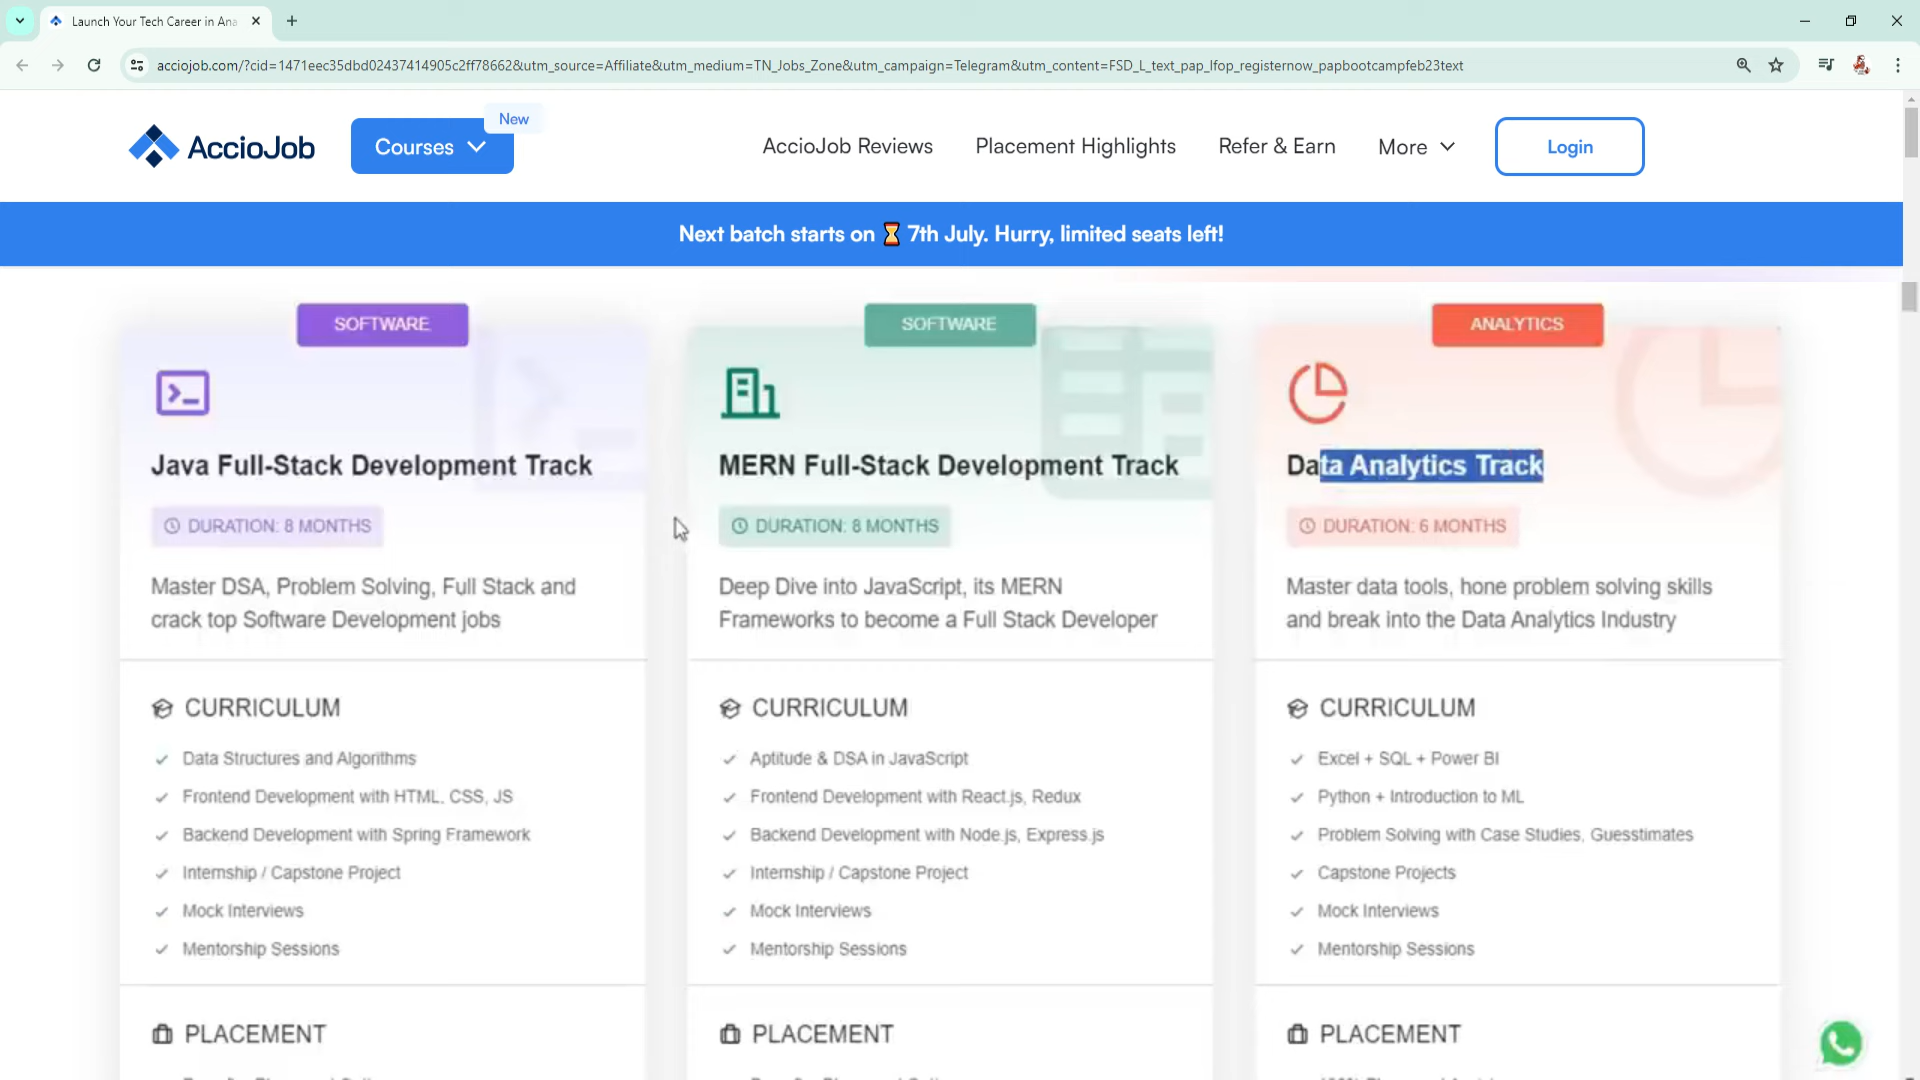 Launch Your Tech Career in Ana
acciojob.com/?cid=1471eec35dbd02437414905c2ff78662&utm_source=Affiliate&utm_medium=TN_Jobs_Zone&utm_campaign=Telegram&utm_content=FSD_L_text_pap_lfop_registernow_papbootcampfeb23text
AccioJob
Courses
New
AccioJob Reviews
Placement Highlights
Refer & Earn
More
Login
Next batch starts on ⏳ 7th July. Hurry, limited seats left!
SOFTWARE
Java Full-Stack Development Track
DURATION: 8 MONTHS
Master DSA, Problem Solving, Full Stack and
crack top Software Development jobs
CURRICULUM
Data Structures and Algorithms
Frontend Development with HTML, CSS, JS
Backend Development with Spring Framework
Internship / Capstone Project
Mock Interviews
Mentorship Sessions
PLACEMENT
SOFTWARE
MERN Full-Stack Development Track
DURATION: 8 MONTHS
Deep Dive into JavaScript, its MERN
Frameworks to become a Full Stack Developer
CURRICULUM
Aptitude & DSA in JavaScript
Frontend Development with React.js, Redux
Backend Development with Node.js, Express.js
Internship / Capstone Project
Mock Interviews
Mentorship Sessions
PLACEMENT
ANALYTICS
Data Analytics Track
DURATION: 6 MONTHS
Master data tools, hone problem solving skills
and break into the Data Analytics Industry
CURRICULUM
Excel + SQL + Power BI
Python + Introduction to ML
Problem Solving with Case Studies, Guesstimates
Capstone Projects
Mock Interviews
Mentorship Sessions
PLACEMENT